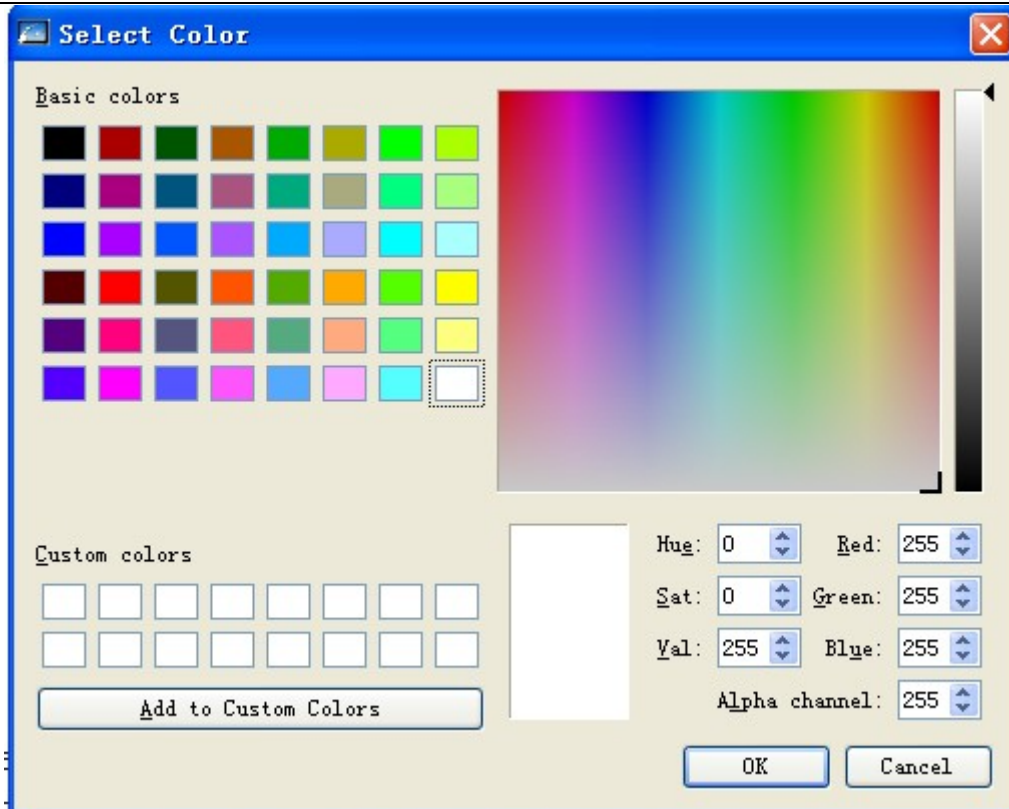 Select Color
Basic colors
Custom colors
Add to Custom Colors
Hue: 0 Red: 255
Sat: 0 Green: 255
Val: 255 Blue: 255
Alpha channel: 255
OK Cancel